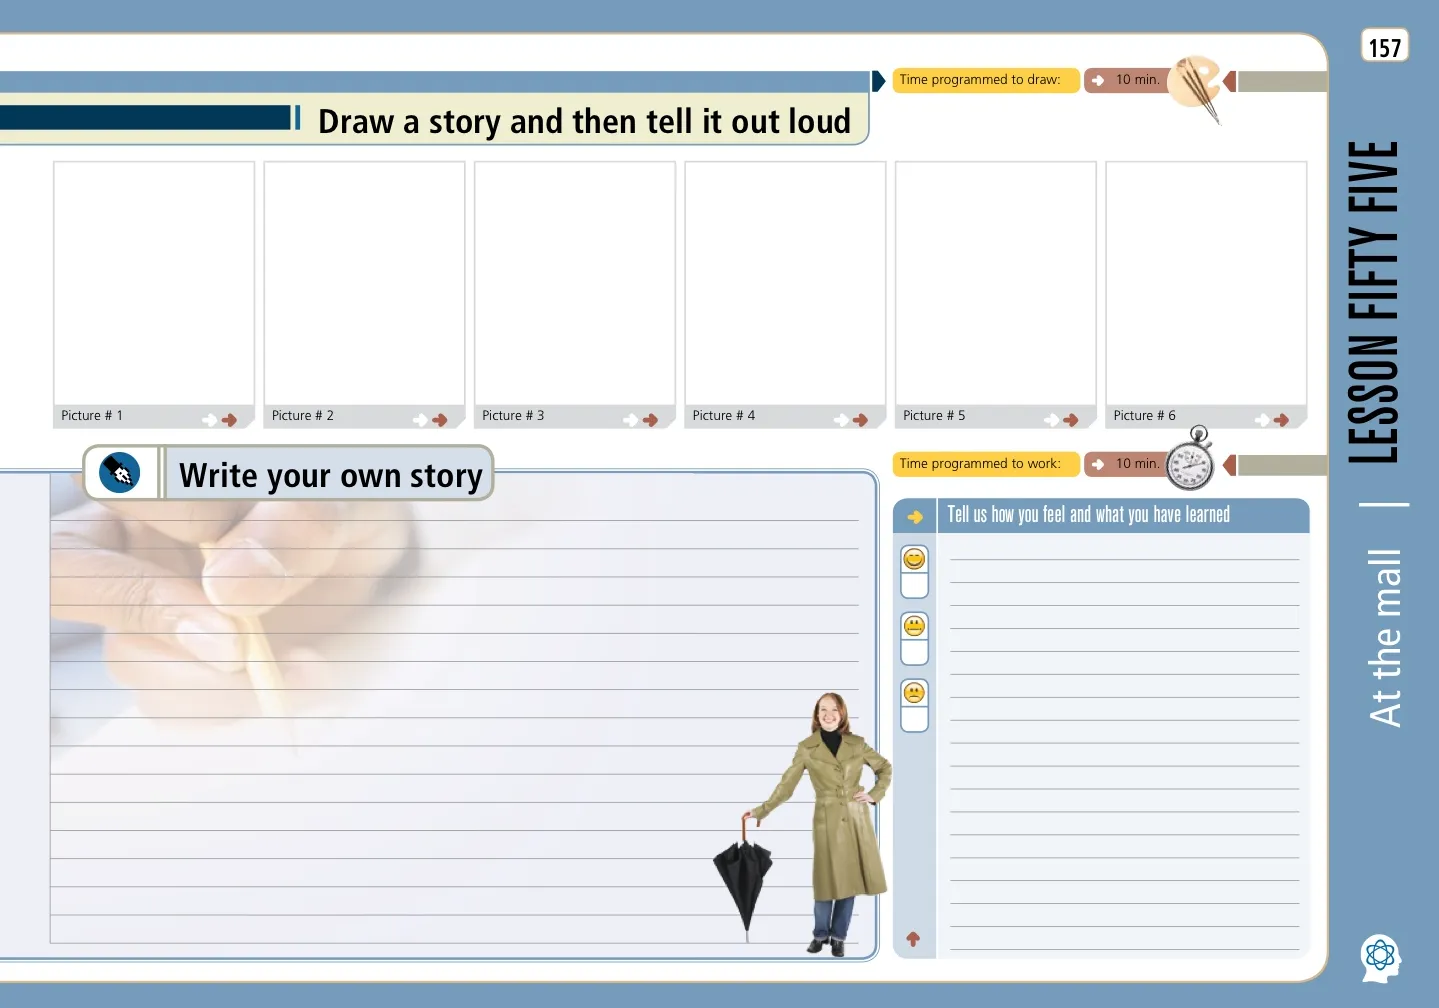 157
Time programmed to draw:
10 min.
Draw a story and then tell it out loud
Picture # 1
Picture # 2
Picture # 3
Picture # 4
Picture # 5
Picture # 6
Write your own story
Time programmed to work:
10 min.
Tell us how you feel and what you have learned
LESSON FIFTY FIVE
At the mall